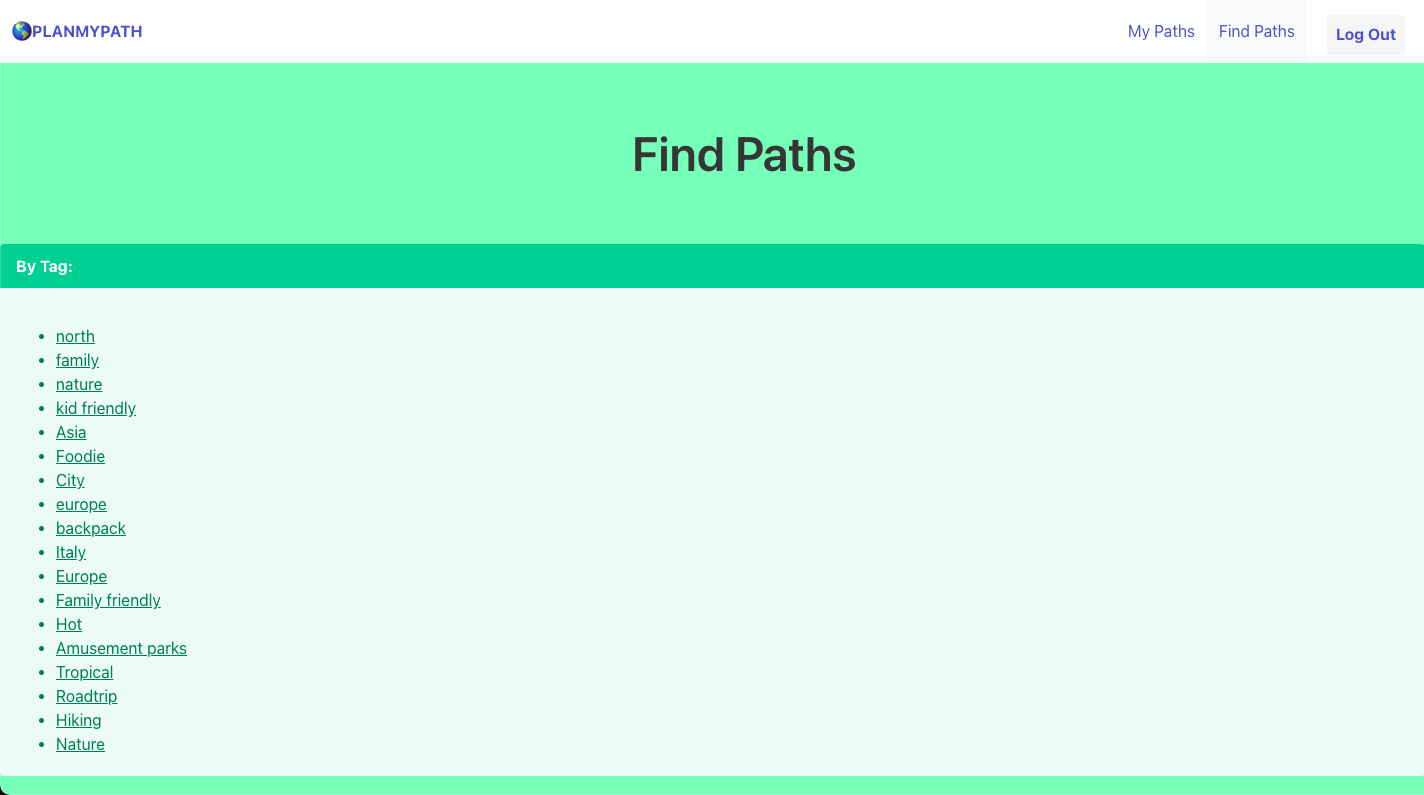 PLANMYPATH
My Paths
Find Paths
Log Out
Find Paths
By Tag:
north
family
nature
kid friendly
Asia
Foodie
City
europe
backpack
Italy
Europe
Family friendly
Hot
Amusement parks
Tropical
Roadtrip
Hiking
Nature